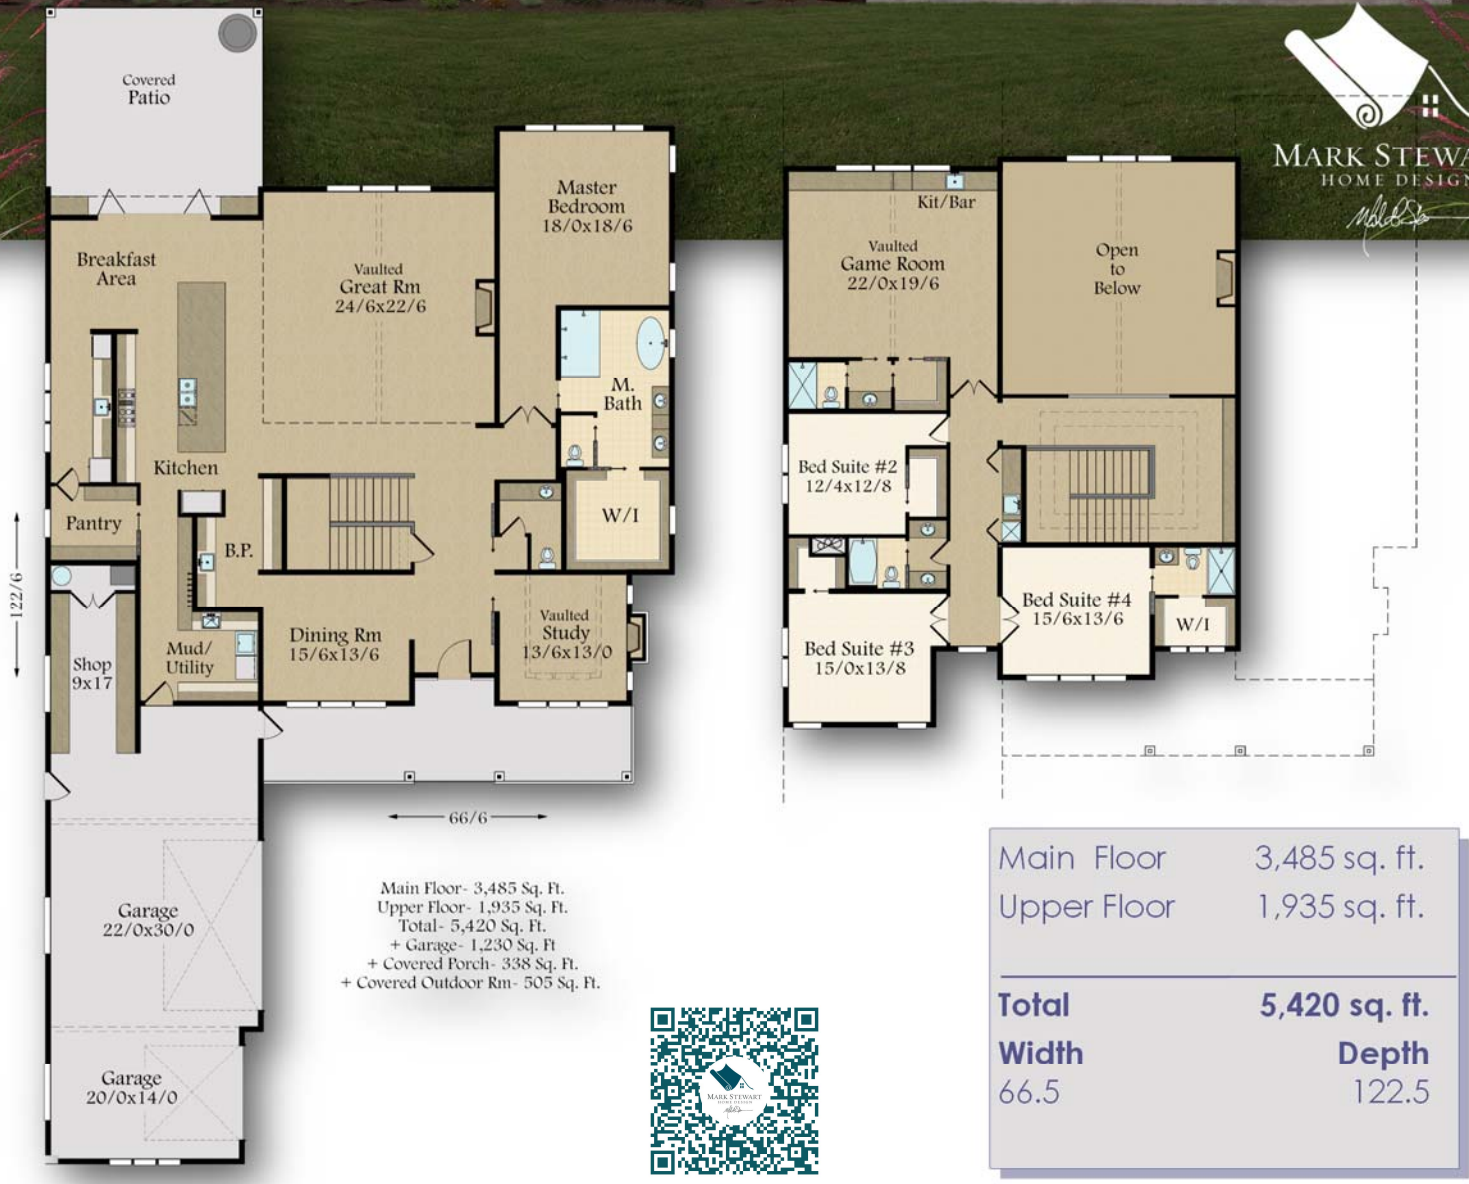 Covered
Patio
Breakfast
Area
Vaulted
Great Rm
24/6x22/6
Master
Bedroom
18/0x18/6
M.
Bath
Kitchen
W/I
Pantry
B.P.
122/6
Shop
9x17
Mud/
Utility
Dining Rm
15/6x13/6
Vaulted
Study
13/6x13/0
Garage
22/0x30/0
Garage
20/0x14/0
66/6
Main Floor- 3,485 Sq. Ft.
Upper Floor- 1,935 Sq. Ft.
Total- 5,420 Sq. Ft.
+ Garage- 1,230 Sq. Ft
+ Covered Porch- 338 Sq. Ft.
+ Covered Outdoor Rm- 505 Sq. Ft.
MARK STEWART
HOME DESIGN
Kit/Bar
Vaulted
Game Room
22/0x19/6
Open
to
Below
Bed Suite #2
12/4x12/8
Bed Suite #3
15/0x13/8
Bed Suite #4
15/6x13/6
W/I
MARK STEWA
HOME DESIGN
Main Floor 3,485 sq. ft.
Upper Floor 1,935 sq. ft.
Total 5,420 sq. ft.
Width Depth
66.5 122.5